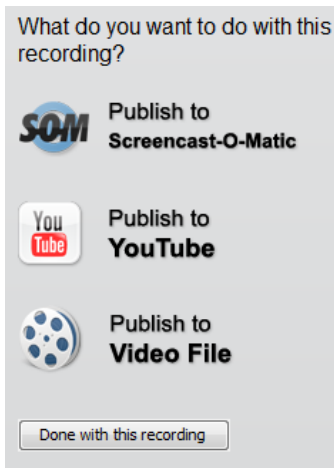 What do you want to do with this
recording?
SOM
Publish to
Screencast-O-Matic
You
Tube
Publish to
YouTube
Publish to
Video File
Done with this recording